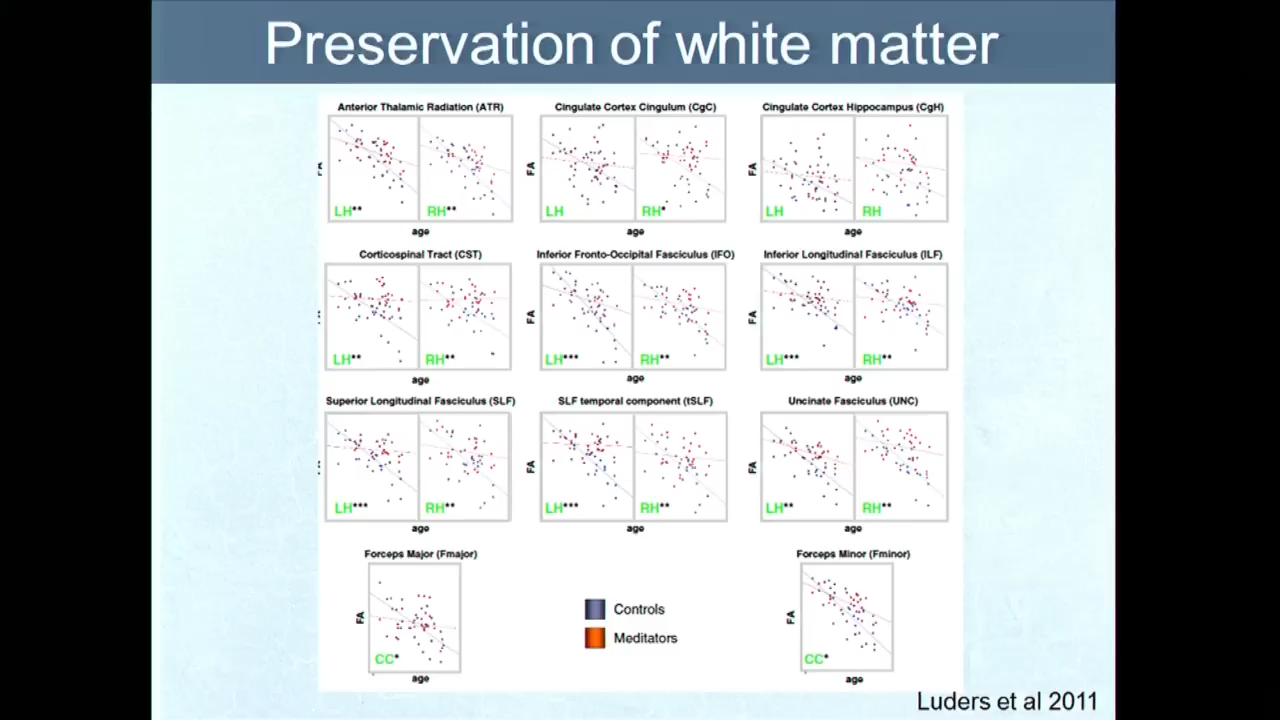 Preservation of white matter
Anterior Thalamic Radiation (ATR)
Cingulate Cortex Cingulum (CgC)
Cingulate Cortex Hippocampus (CgH)
FA
LH**
RH**
FA
LH
RH*
FA
LH
RH
age
age
age
Corticospinal Tract (CST)
Inferior Fronto-Occipital Fasciculus (IFO)
Inferior Longitudinal Fasciculus (ILF)
FA
LH**
RH**
FA
LH***
RH**
FA
LH***
RH**
age
age
age
Superior Longitudinal Fasciculus (SLF)
SLF temporal component (tSLF)
Uncinate Fasciculus (UNC)
FA
LH***
RH**
FA
LH***
RH**
FA
LH**
RH**
age
age
age
Forceps Major (Fmajor)
Forceps Minor (Fminor)
FA
CC*
Controls
Meditators
FA
CC*
age
age
Luders et al 2011